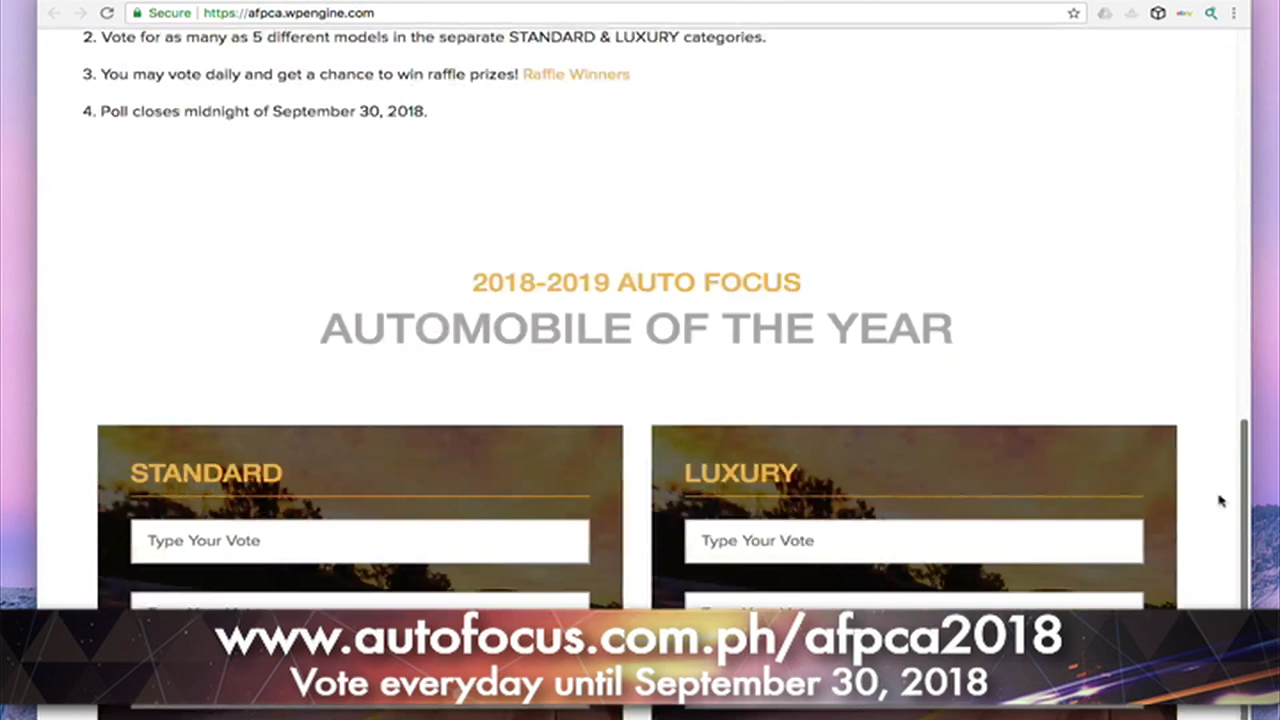 Secure | https://afpca.wpengine.com
2. Vote for as many as 5 different models in the separate STANDARD & LUXURY categories.
3. You may vote daily and get a chance to win raffle prizes! Raffle Winners
4. Poll closes midnight of September 30, 2018.
2018-2019 AUTO FOCUS
AUTOMOBILE OF THE YEAR
STANDARD
LUXURY
Type Your Vote
Type Your Vote
www.autofocus.com.ph/afpca2018
Vote everyday until September 30, 2018